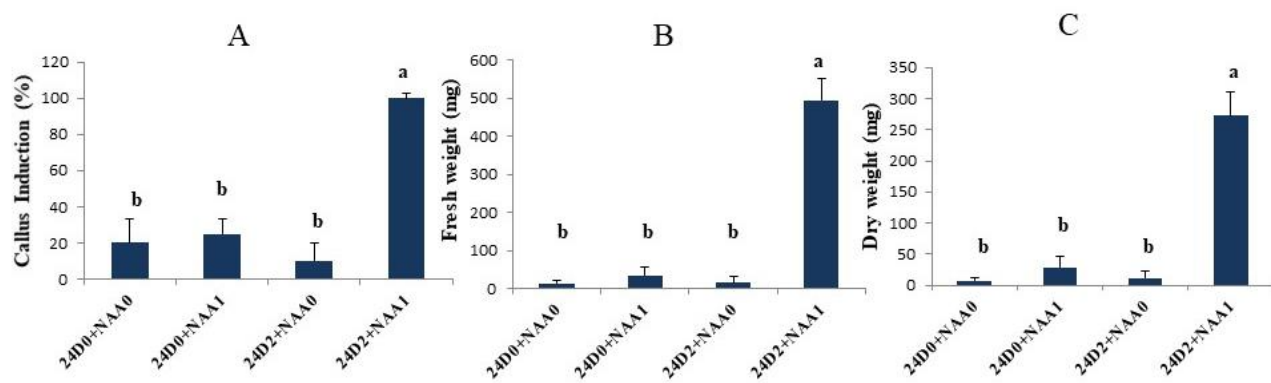 A
Callus Induction (%)
120
100
80
60
40
20
0
b
b
b
a
24D0+NAA0
24D0+NAA1
24D2+NAA0
24D2+NAA1
B
Fresh weight (mg)
600
500
400
300
200
100
0
b
b
b
a
24D0+NAA0
24D0+NAA1
24D2+NAA0
24D2+NAA1
C
Dry weight (mg)
350
300
250
200
150
100
50
0
b
b
b
a
24D0+NAA0
24D0+NAA1
24D2+NAA0
24D2+NAA1